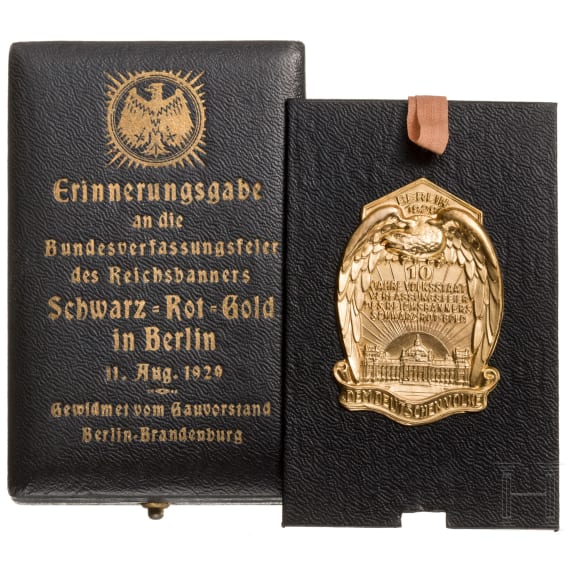 Erinnerungsgabe
an die
Bundesverfassungsfeier
des Reichsbanners
Schwarz=Rot=Gold
in Berlin
11. Aug. 1929
Gewidmet vom Gauvorstand
Berlin-Brandenburg
BERLIN
1929
10
JAHRE VOLKSSTAAT
VERFASSUNGSFEIER
DES REICHSBANNERS
SCHWARZ-ROT-GOLD
DEM DEUTSCHEN VOLKE
H